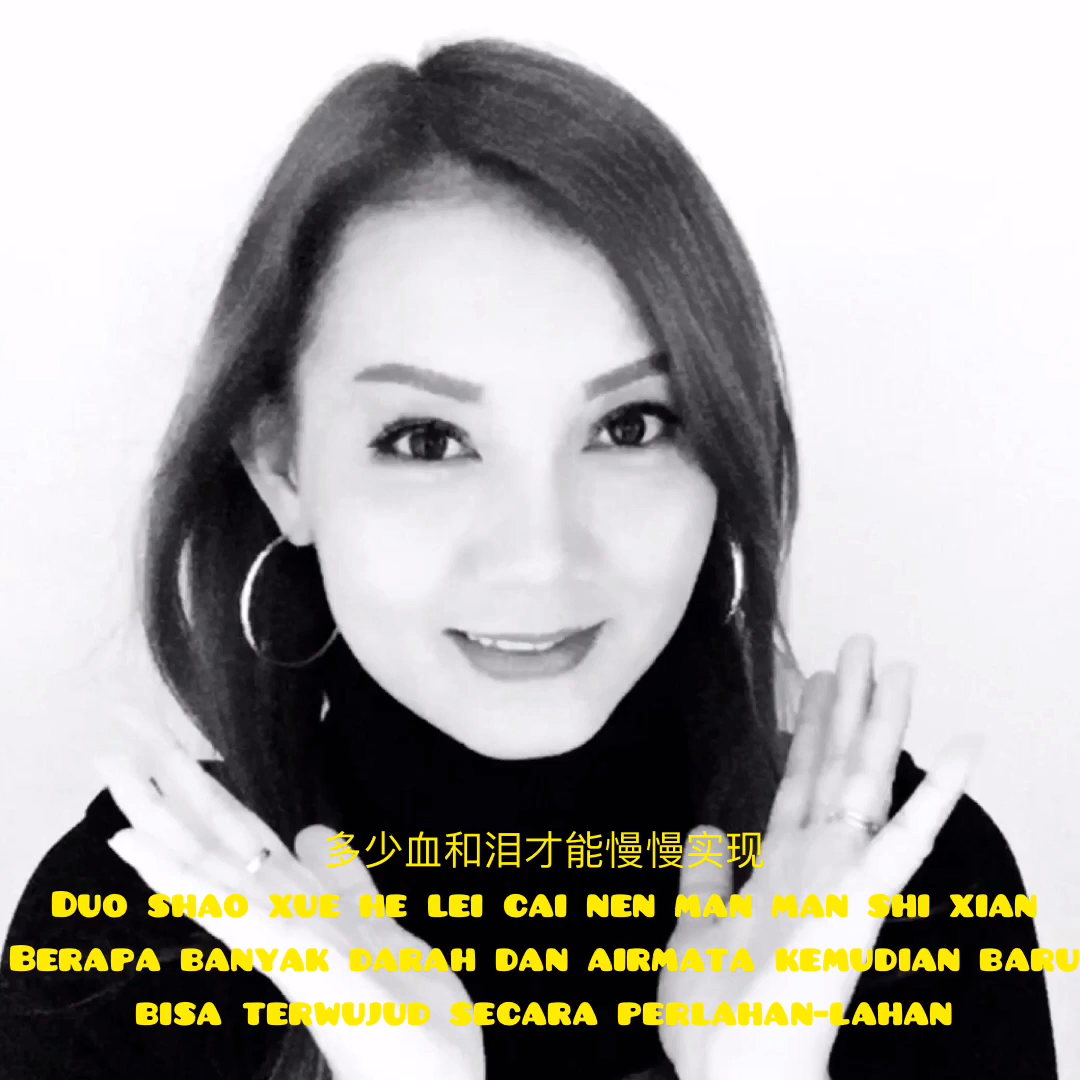 多少血和泪才能慢慢实现
Duo shao xue he lei cai nen man man shi xian
Berapa banyak darah dan airmata kemudian baru
bisa terwujud secara perlahan-lahan